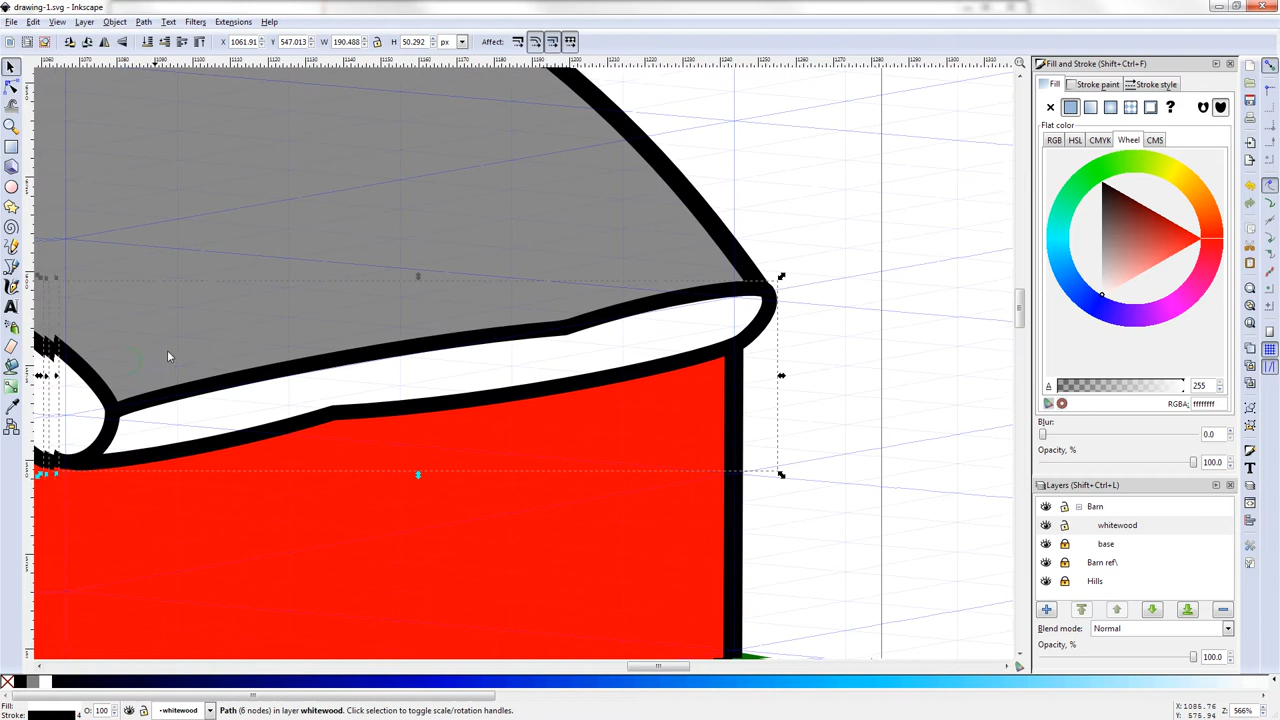 drawing-1.svg - Inkscape
File Edit View Layer Object Path Text Filters Extensions Help
X 1061.91 Y 547.013 W 190.488 H 50.292 px Affect:
Fill and Stroke (Shift+Ctrl+F)
Fill Stroke paint Stroke style
?
Flat color
RGB HSL CMYK Wheel CMS
A 255
RGBA: ffffffff
Blur:
0.0
Opacity, %
100.0
Layers (Shift+Ctrl+L)
Barn
whitewood
base
Barn ref\
Hills
Blend mode: Normal
Opacity, %
100.0
Fill:
Stroke: 4
O: 100
•whitewood
Path (6 nodes) in layer whitewood. Click selection to toggle scale/rotation handles.
X: 1085.76
Y: 575.94
Z: 566%